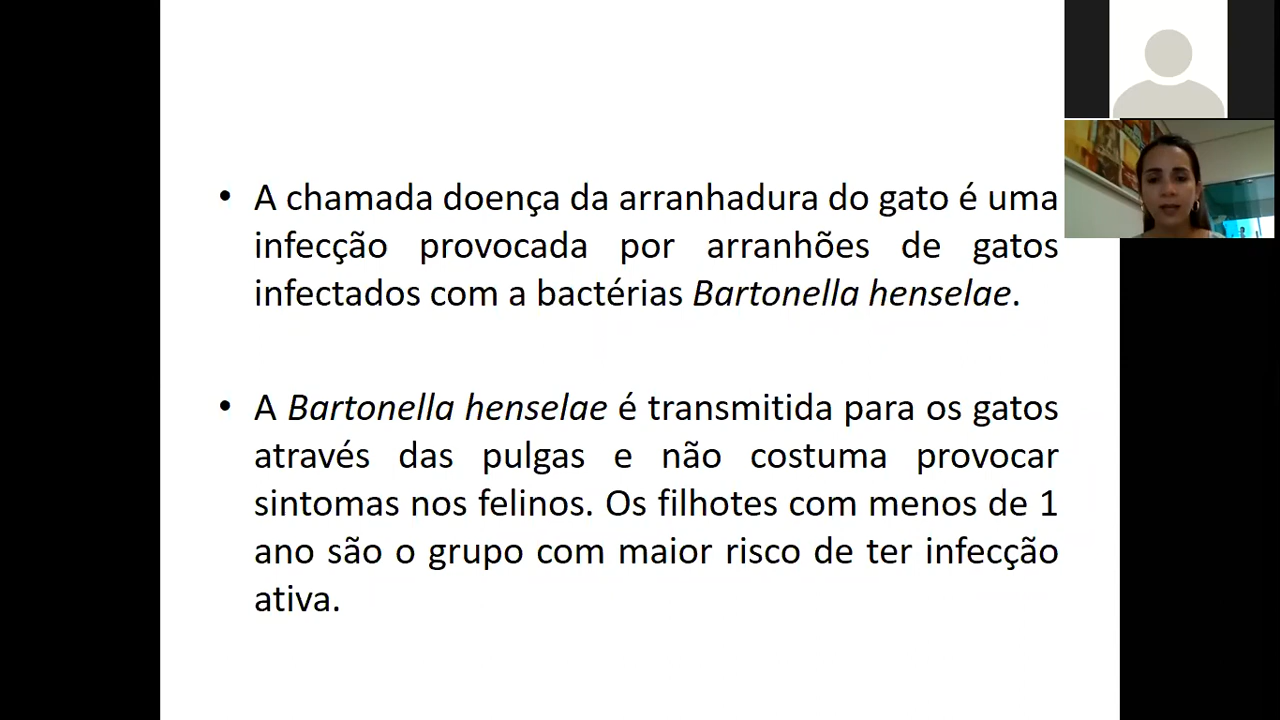 • A chamada doença da arranhadura do gato é uma
infecção provocada por arranhões de gatos
infectados com a bactérias Bartonella henselae.
• A Bartonella henselae é transmitida para os gatos
através das pulgas e não costuma provocar
sintomas nos felinos. Os filhotes com menos de 1
ano são o grupo com maior risco de ter infecção
ativa.